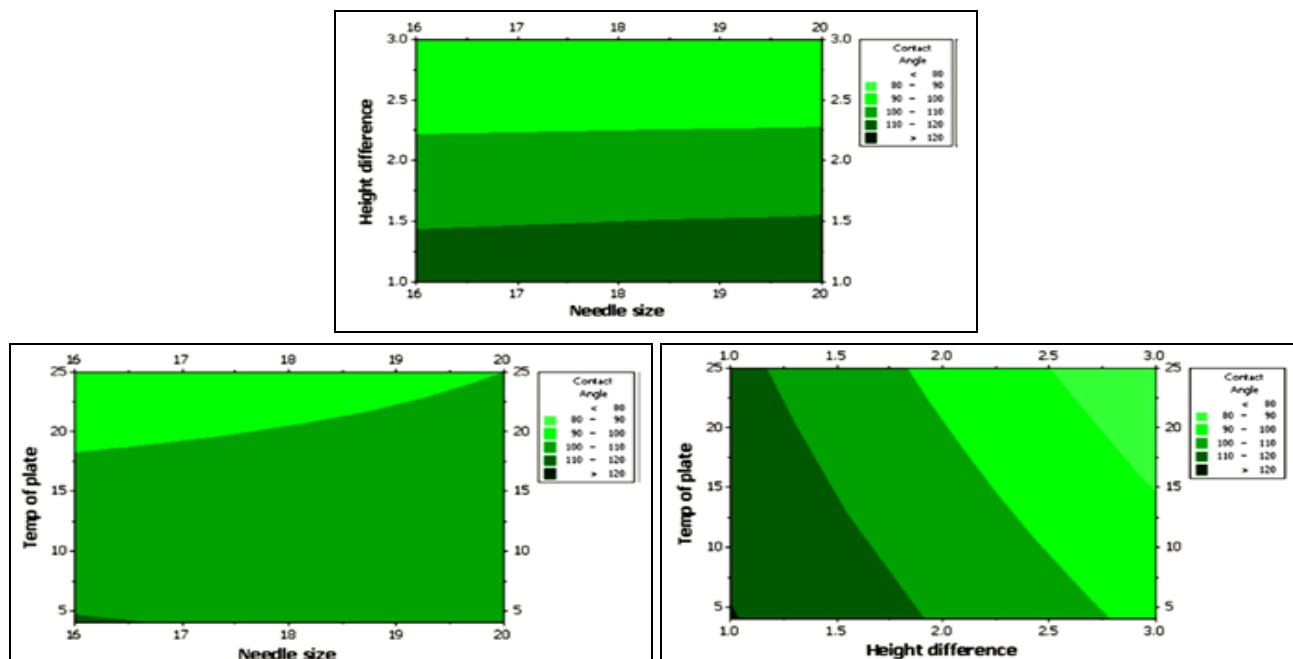 16 17 18 19 20
3.0 3.0
2.5 2.5
2.0 2.0
1.5 1.5
1.0 1.0
16 17 18 19 20
Height difference
Needle size
Contact
Angle
< 80
80 - 90
90 - 100
100 - 110
110 - 120
> 120
16 17 18 19 20
25 25
20 20
15 15
10 10
5 5
16 17 18 19 20
Temp of plate
Needle size
Contact
Angle
< 80
80 - 90
90 - 100
100 - 110
110 - 120
> 120
1.0 1.5 2.0 2.5 3.0
25 25
20 20
15 15
10 10
5 5
1.0 1.5 2.0 2.5 3.0
Temp of plate
Height difference
Contact
Angle
< 80
80 - 90
90 - 100
100 - 110
110 - 120
> 120